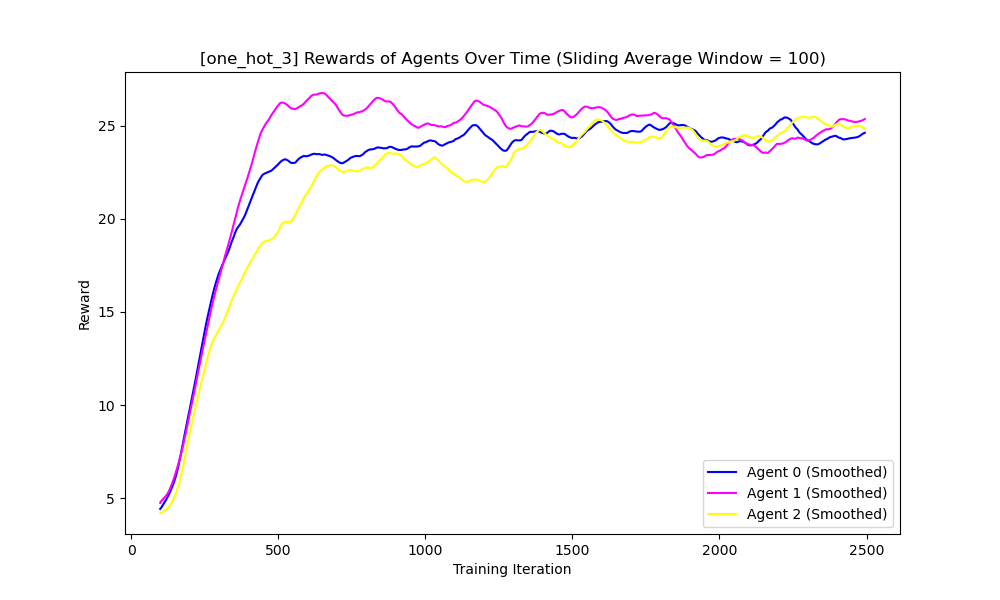 [one_hot_3] Rewards of Agents Over Time (Sliding Average Window = 100)
Reward
25
20
15
10
5
0
500
1000
1500
2000
2500
Training Iteration
Agent 0 (Smoothed)
Agent 1 (Smoothed)
Agent 2 (Smoothed)